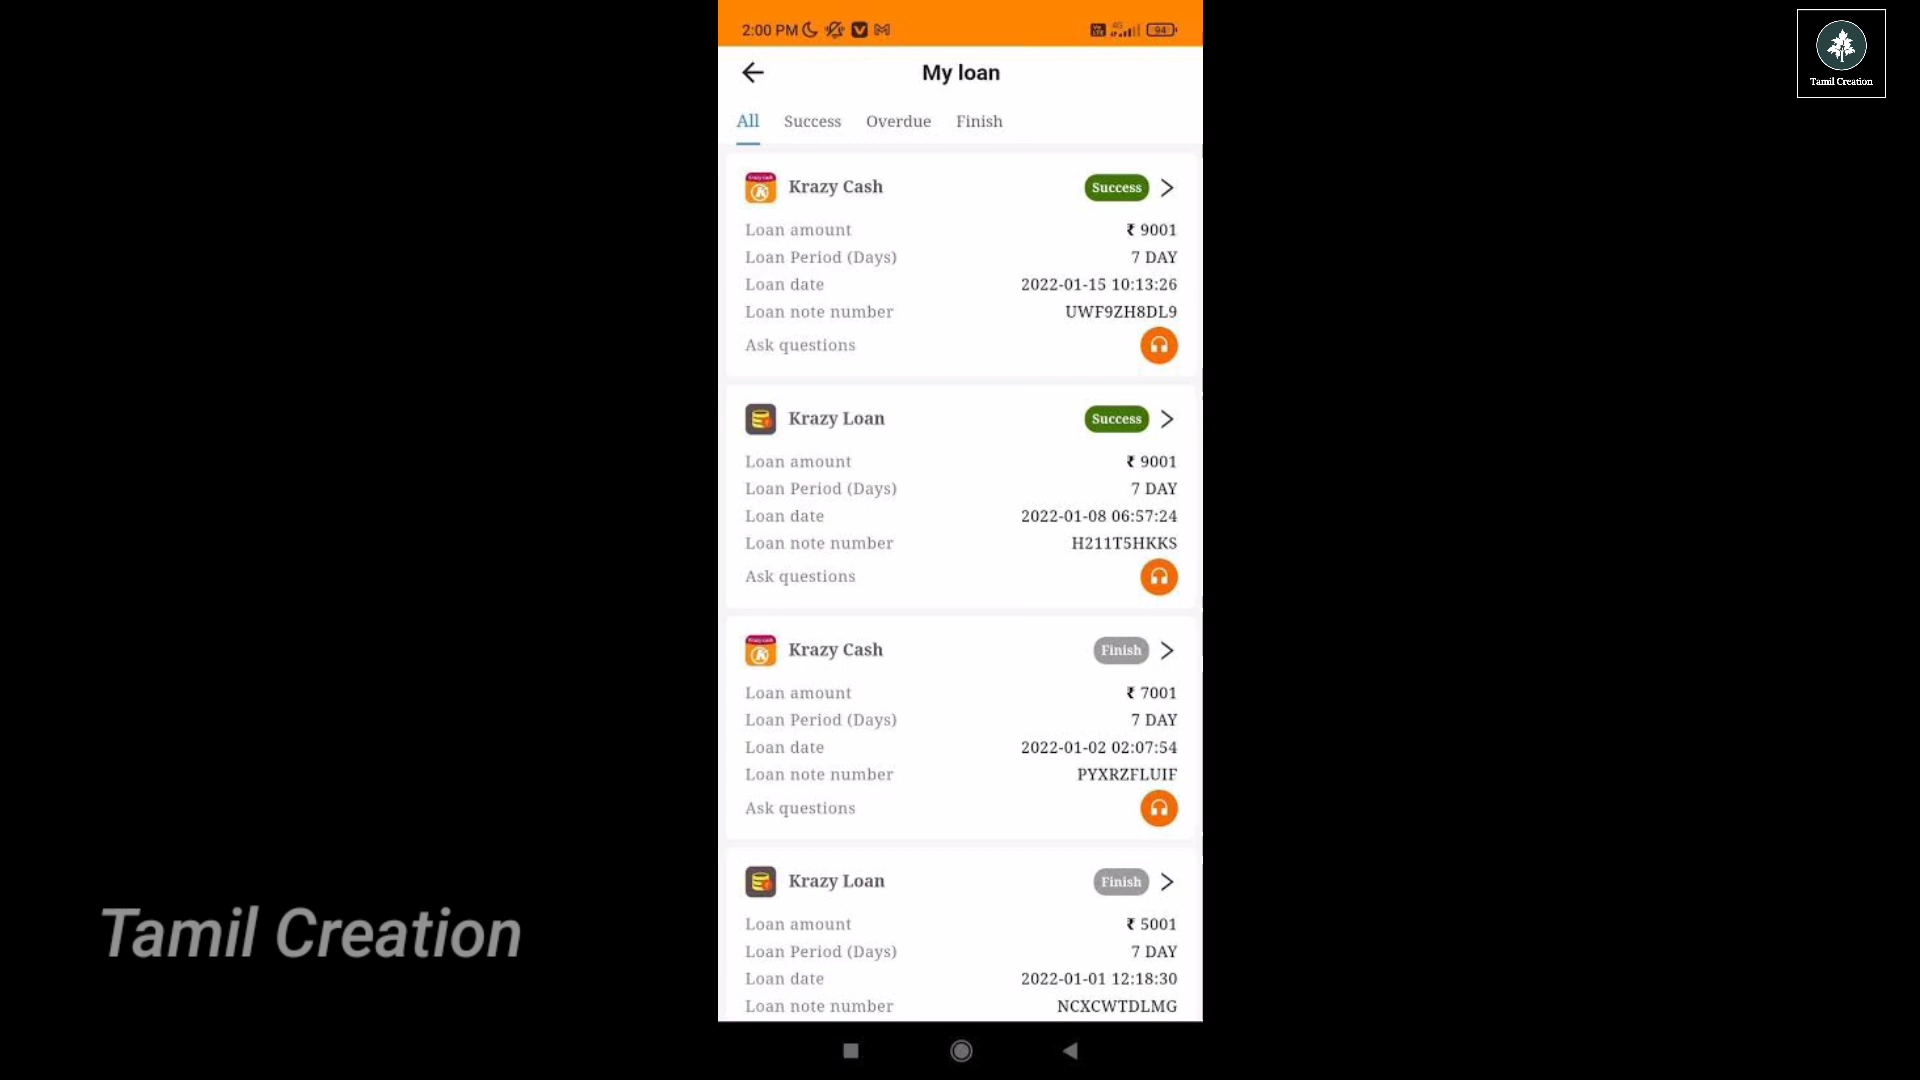 2:00 PM
94
My loan
All Success Overdue Finish
Krazy Cash Success
Loan amount ₹ 9001
Loan Period (Days) 7 DAY
Loan date 2022-01-15 10:13:26
Loan note number UWF9ZH8DL9
Ask questions
Krazy Loan Success
Loan amount ₹ 9001
Loan Period (Days) 7 DAY
Loan date 2022-01-08 06:57:24
Loan note number H211T5HKKS
Ask questions
Krazy Cash Finish
Loan amount ₹ 7001
Loan Period (Days) 7 DAY
Loan date 2022-01-02 02:07:54
Loan note number PYXRZFLUIF
Ask questions
Krazy Loan Finish
Loan amount ₹ 5001
Loan Period (Days) 7 DAY
Loan date 2022-01-01 12:18:30
Loan note number NCXCWTDLMG
Tamil Creation
Tamil Creation